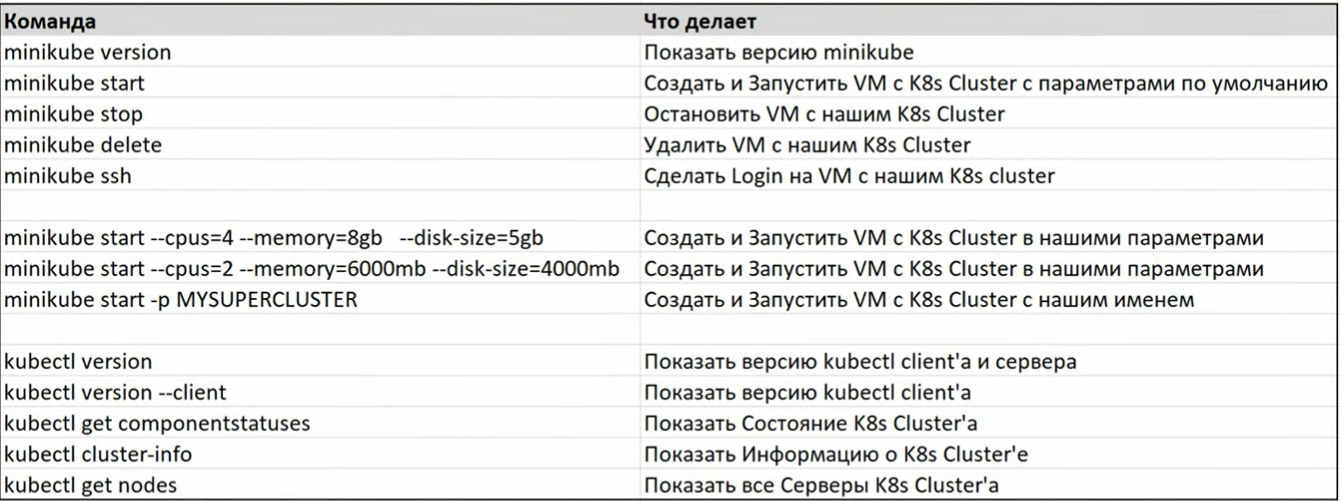 Команда Что делает
minikube version Показать версию minikube
minikube start Создать и Запустить VM с K8s Cluster с параметрами по умолчанию
minikube stop Остановить VM с нашим K8s Cluster
minikube delete Удалить VM с нашим K8s Cluster
minikube ssh Сделать Login на VM с нашим K8s cluster
minikube start --cpus=4 --memory=8gb --disk-size=5gb Создать и Запустить VM с K8s Cluster в нашими параметрами
minikube start --cpus=2 --memory=6000mb --disk-size=4000mb Создать и Запустить VM с K8s Cluster в нашими параметрами
minikube start -p MYSUPERCLUSTER Создать и Запустить VM с K8s Cluster с нашим именем
kubectl version Показать версию kubectl client'а и сервера
kubectl version --client Показать версию kubectl client'а
kubectl get componentstatuses Показать Состояние K8s Cluster'а
kubectl cluster-info Показать Информацию о K8s Cluster'е
kubectl get nodes Показать все Серверы K8s Cluster'а